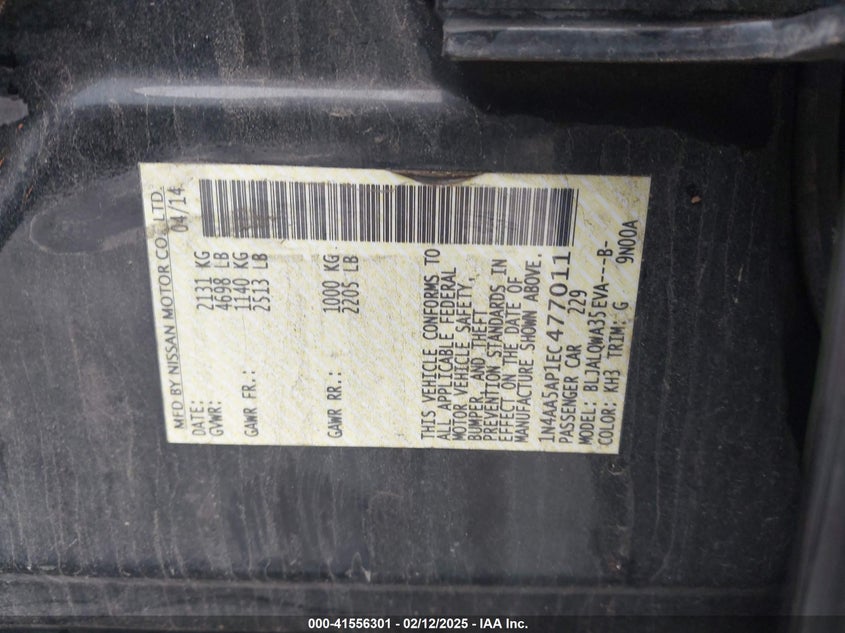 MFD BY NISSAN MOTOR CO., LTD.
DATE: 04/14
GVWR: 2131 KG
4698 LB
GAWR FR.: 1140 KG
2513 LB
GAWR RR.: 1000 KG
2205 LB
THIS VEHICLE CONFORMS TO
ALL APPLICABLE FEDERAL
MOTOR VEHICLE SAFETY,
BUMPER, AND THEFT
PREVENTION STANDARDS IN
EFFECT ON THE DATE OF
MANUFACTURE SHOWN ABOVE.
1N4AA5AP1EC477011
PASSENGER CAR 229
MODEL: BLJALQWA35EVA---B-
COLOR: KH3 TRIM: G 9N00A
000-41556301 - 02/12/2025 - IAA Inc.